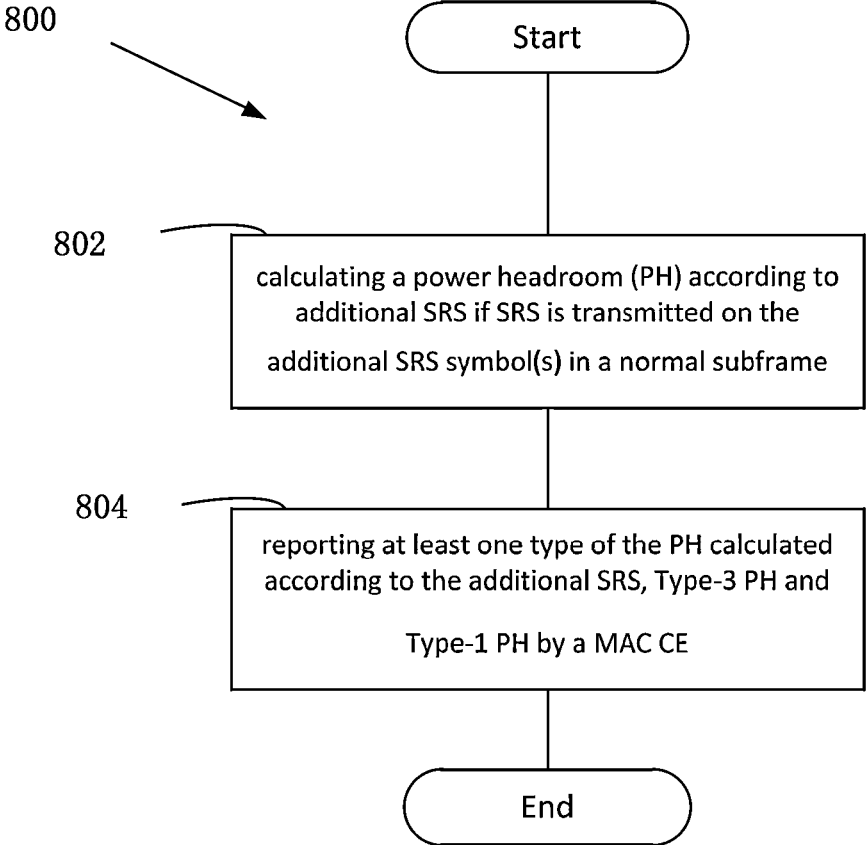 800
Start
802
calculating a power headroom (PH) according to
additional SRS if SRS is transmitted on the
additional SRS symbol(s) in a normal subframe
804
reporting at least one type of the PH calculated
according to the additional SRS, Type-3 PH and
Type-1 PH by a MAC CE
End